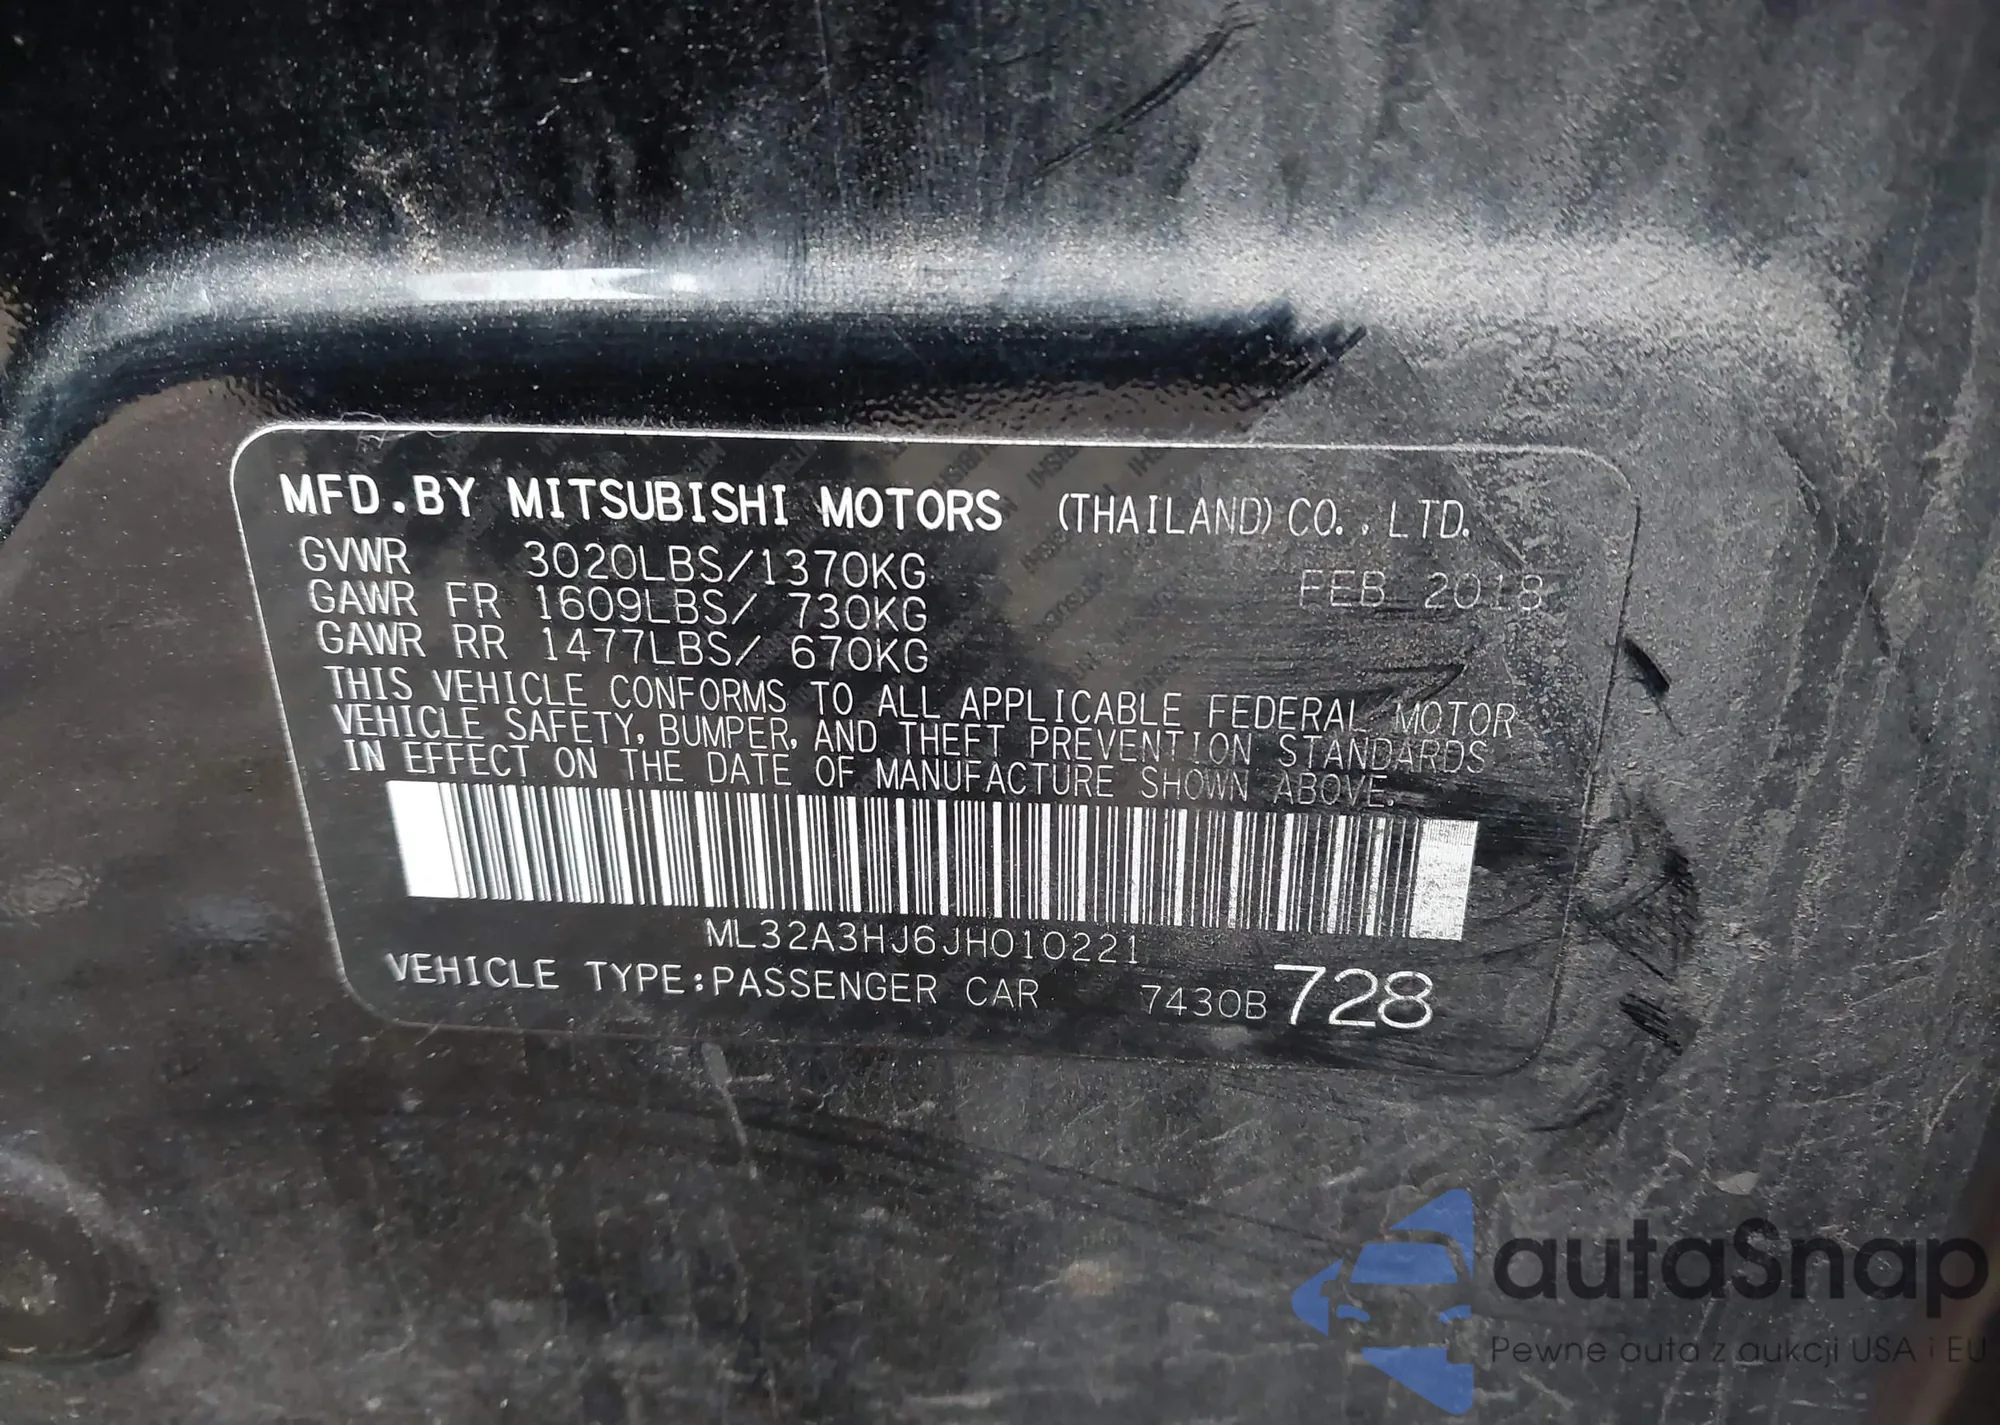 MFD.BY MITSUBISHI MOTORS (THAILAND) CO., LTD.
GVWR 3020LBS/1370KG FEB 2018
GAWR FR 1609LBS/ 730KG
GAWR RR 1477LBS/ 670KG
THIS VEHICLE CONFORMS TO ALL APPLICABLE FEDERAL MOTOR
VEHICLE SAFETY, BUMPER, AND THEFT PREVENTION STANDARDS
IN EFFECT ON THE DATE OF MANUFACTURE SHOWN ABOVE.
ML32A3HJ6JH010221
VEHICLE TYPE:PASSENGER CAR 7430B 728
autaSnap
Pewne auta z aukcji USA i EU